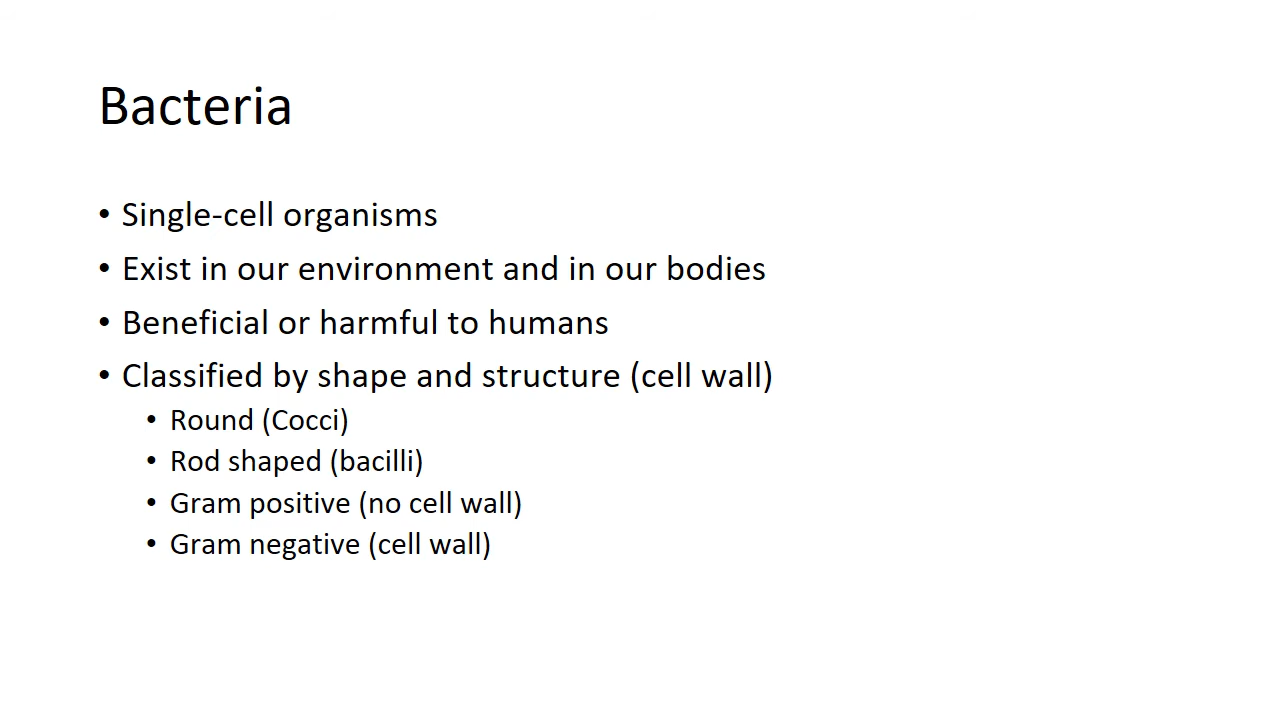 Bacteria
• Single-cell organisms
• Exist in our environment and in our bodies
• Beneficial or harmful to humans
• Classified by shape and structure (cell wall)
• Round (Cocci)
• Rod shaped (bacilli)
• Gram positive (no cell wall)
• Gram negative (cell wall)